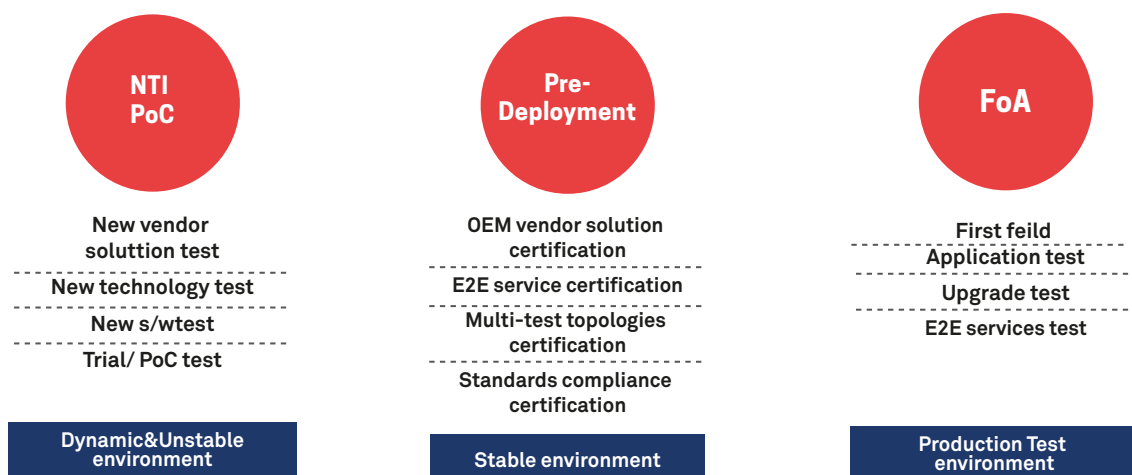 NTI
PoC
New vendor
soluttion test
New technology test
New s/wtest
Trial/ PoC test
Dynamic&Unstable
environment
Pre-
Deployment
OEM vendor solution
certification
E2E service certification
Multi-test topologies
certification
Standards compliance
certification
Stable environment
FoA
First feild
Application test
Upgrade test
E2E services test
Production Test
environment